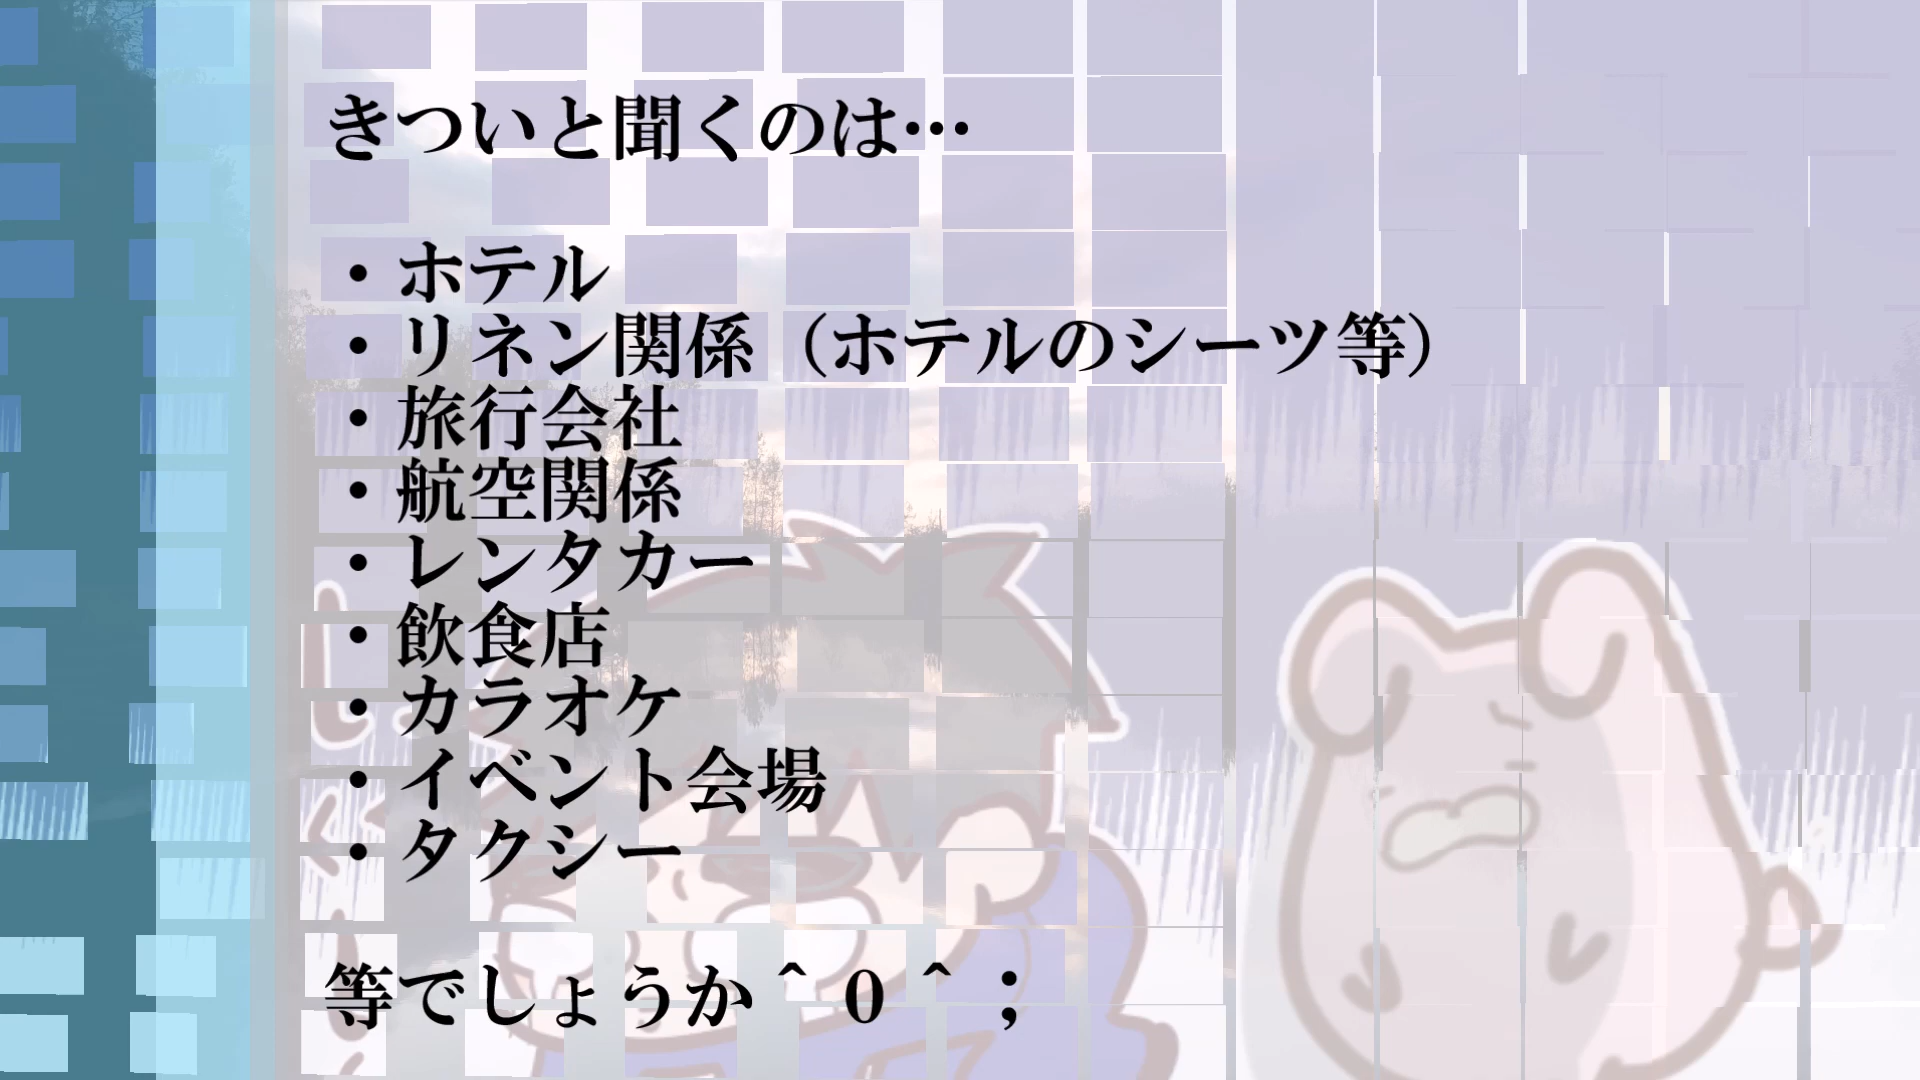 きついと聞くのは…
・ホテル
・リネン関係（ホテルのシーツ等）
・旅行会社
・航空関係
・レンタカー
・飲食店
・カラオケ
・イベント会場
・タクシー
等でしょうか＾０＾；